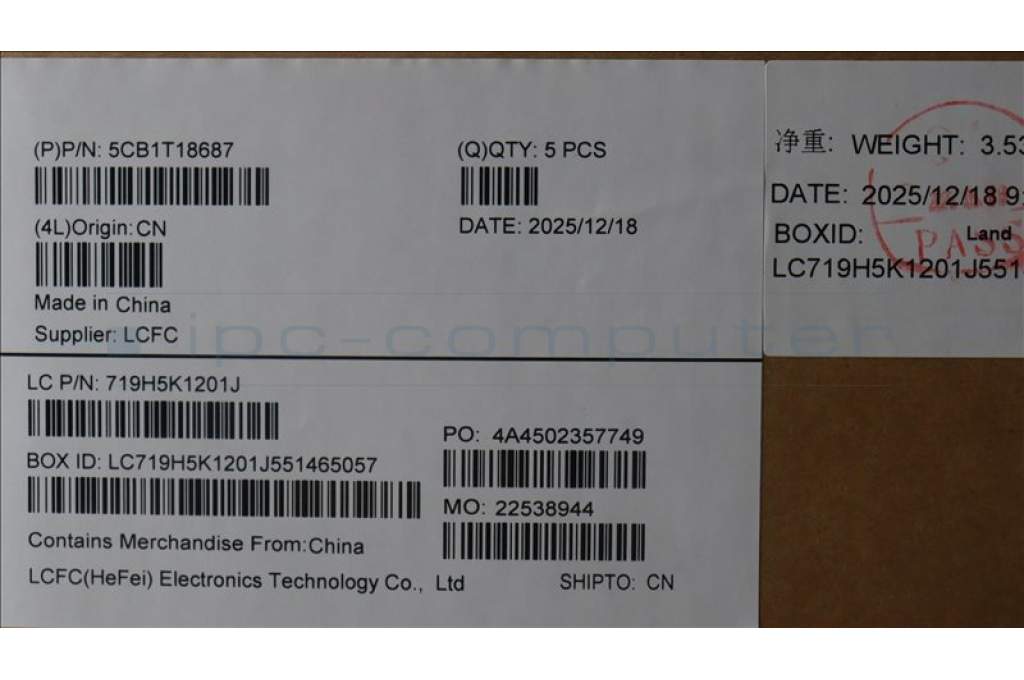 (P)P/N: 5CB1T18687
(Q)QTY: 5 PCS
(4L)Origin: CN
DATE: 2025/12/18
Made in China
Supplier: LCFC
LC P/N: 719H5K1201J
PO: 4A4502357749
BOX ID: LC719H5K1201J551465057
MO: 22538944
Contains Merchandise From:China
LCFC(HeFei) Electronics Technology Co., Ltd
SHIPTO: CN
净重: WEIGHT: 3.53
DATE: 2025/12/18 9:
BOXID: Land
LC719H5K1201J551
PASS
ipc-computer